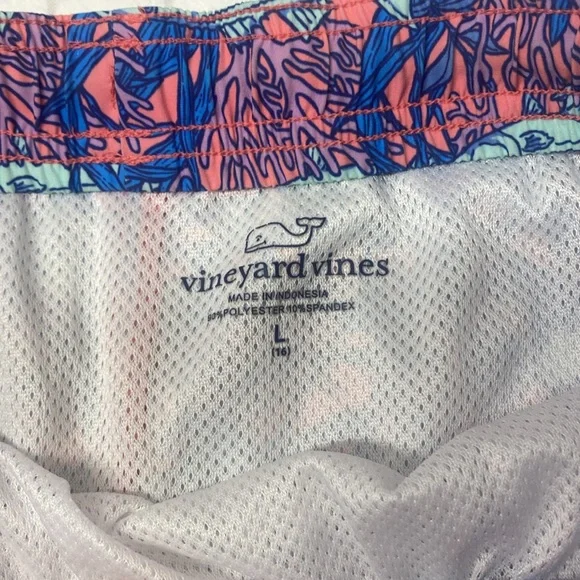 vineyard vines
MADE IN INDONESIA
90%POLYESTER 10%SPANDEX
L
(16)